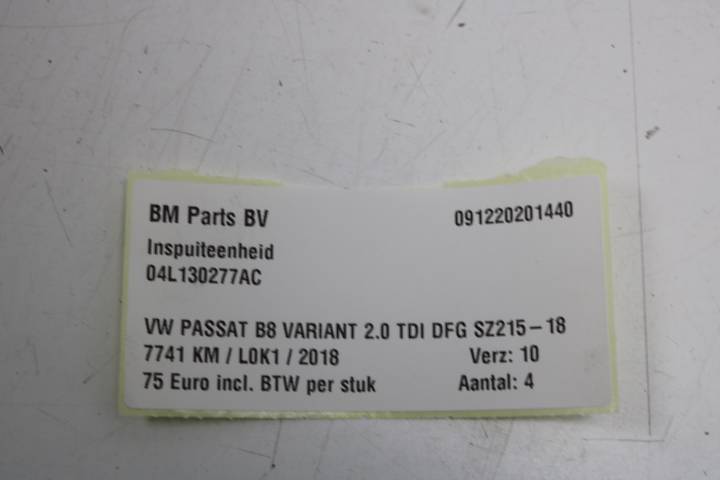 BM Parts BV 091220201440
Inspuiteenheid
04L130277AC
VW PASSAT B8 VARIANT 2.0 TDI DFG SZ215-18
7741 KM / L0K1 / 2018 Verz: 10
75 Euro incl. BTW per stuk Aantal: 4